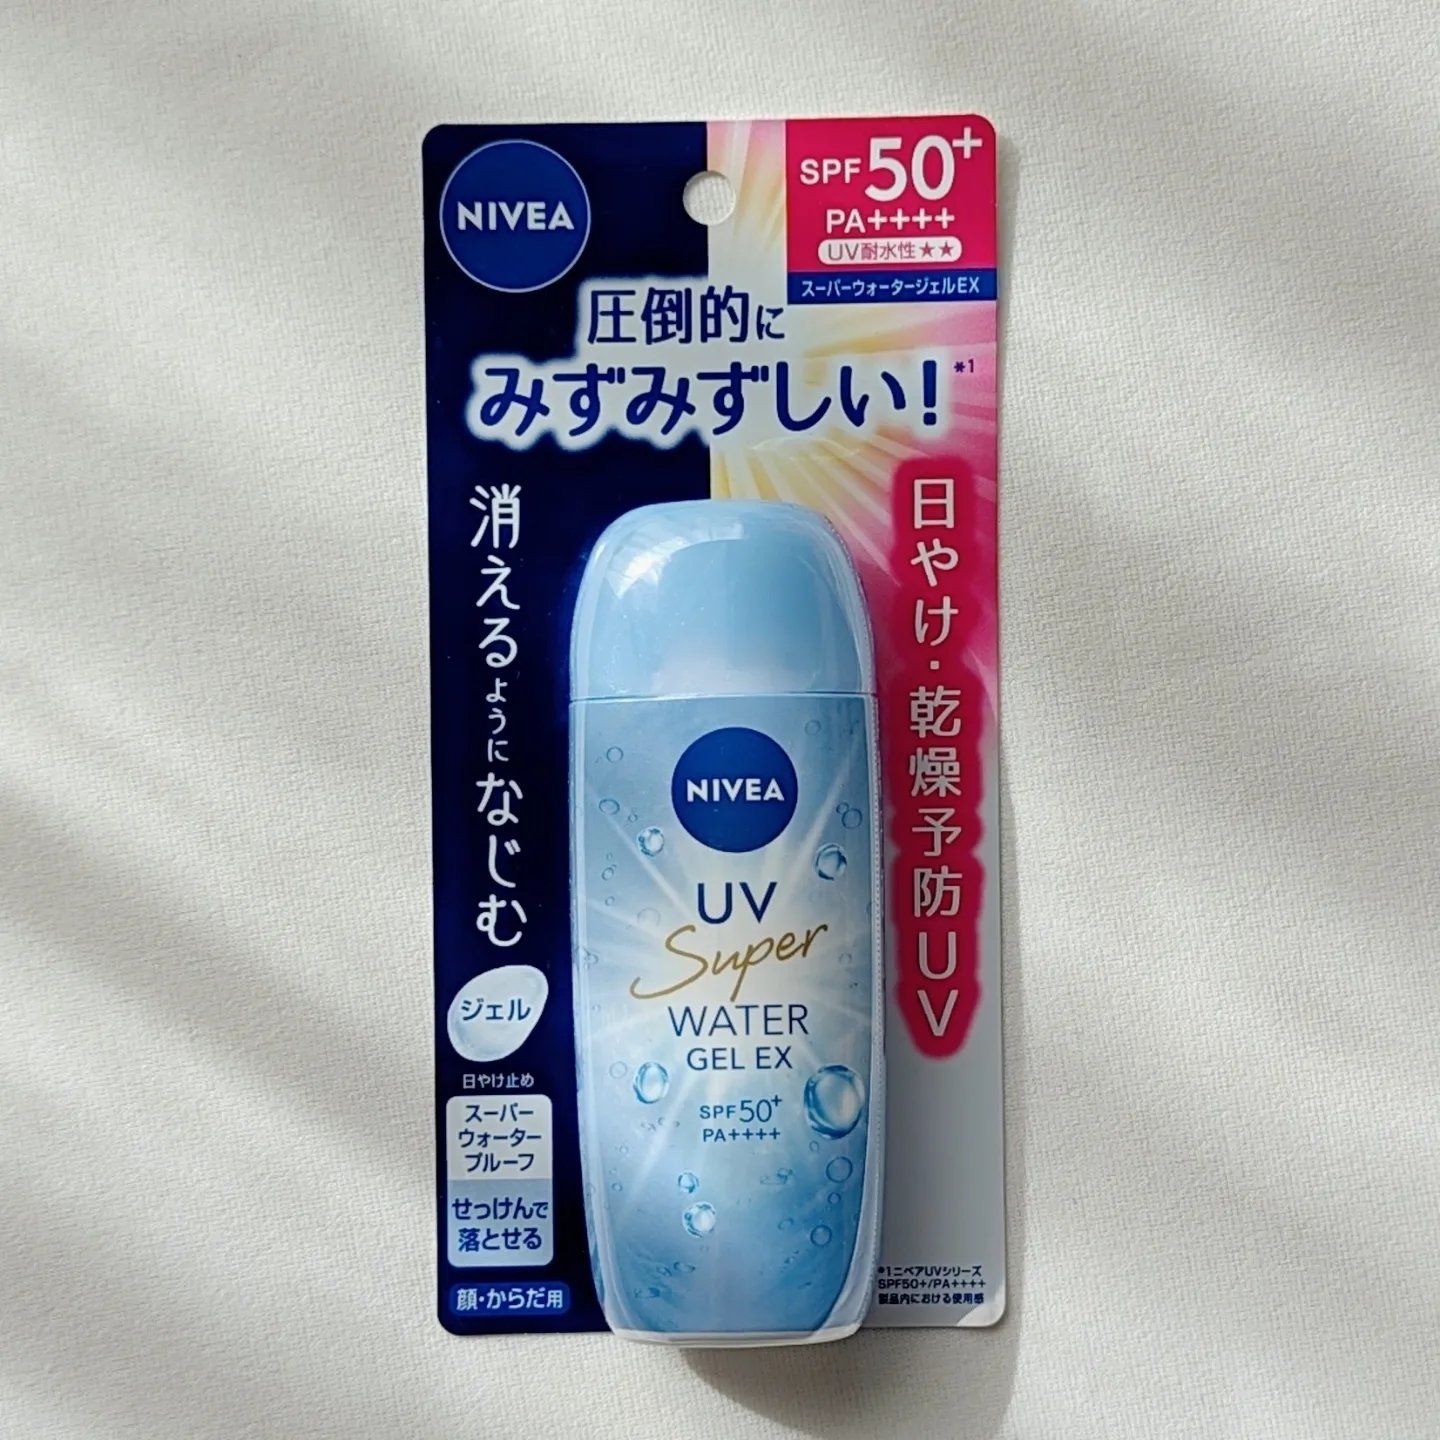 NIVEA
SPF50+
PA++++
UV耐水性★★
スーパーウォータージェルEX
圧倒的に
みずみずしい!*1
消えるようになじむ
日やけ・乾燥予防UV
ジェル
日やけ止め
スーパー
ウォーター
プルーフ
せっけんで
落とせる
顔・からだ用
NIVEA
UV
Super
WATER
GEL EX
SPF50+
PA++++
*1ニベアUVシリーズ
SPF50+/PA++++
製品内における使用感